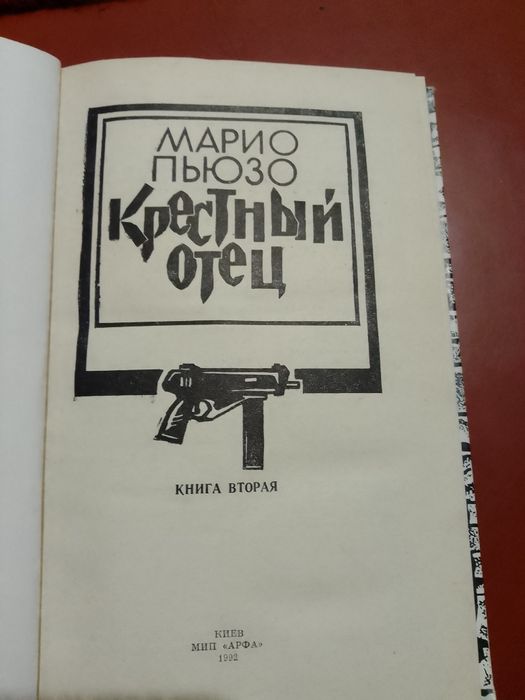 МАРИО
ПЬЮЗО
Крестный
отец
КНИГА ВТОРАЯ
КИЕВ
МИП «АРФА»
1992